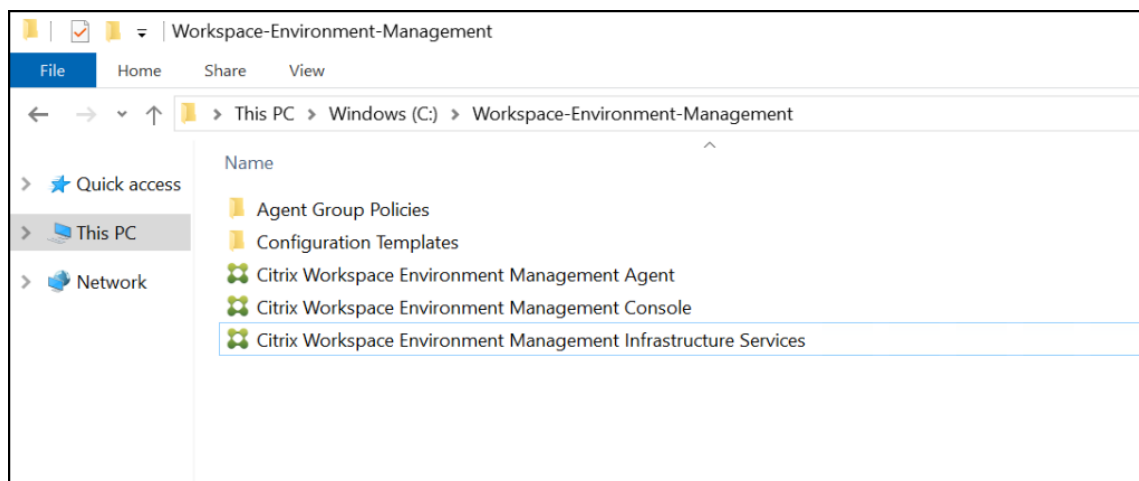 Workspace-Environment-Management
File Home Share View
This PC Windows (C:) Workspace-Environment-Management
Name
Quick access
Agent Group Policies
This PC
Configuration Templates
Citrix Workspace Environment Management Agent
Network
Citrix Workspace Environment Management Console
Citrix Workspace Environment Management Infrastructure Services